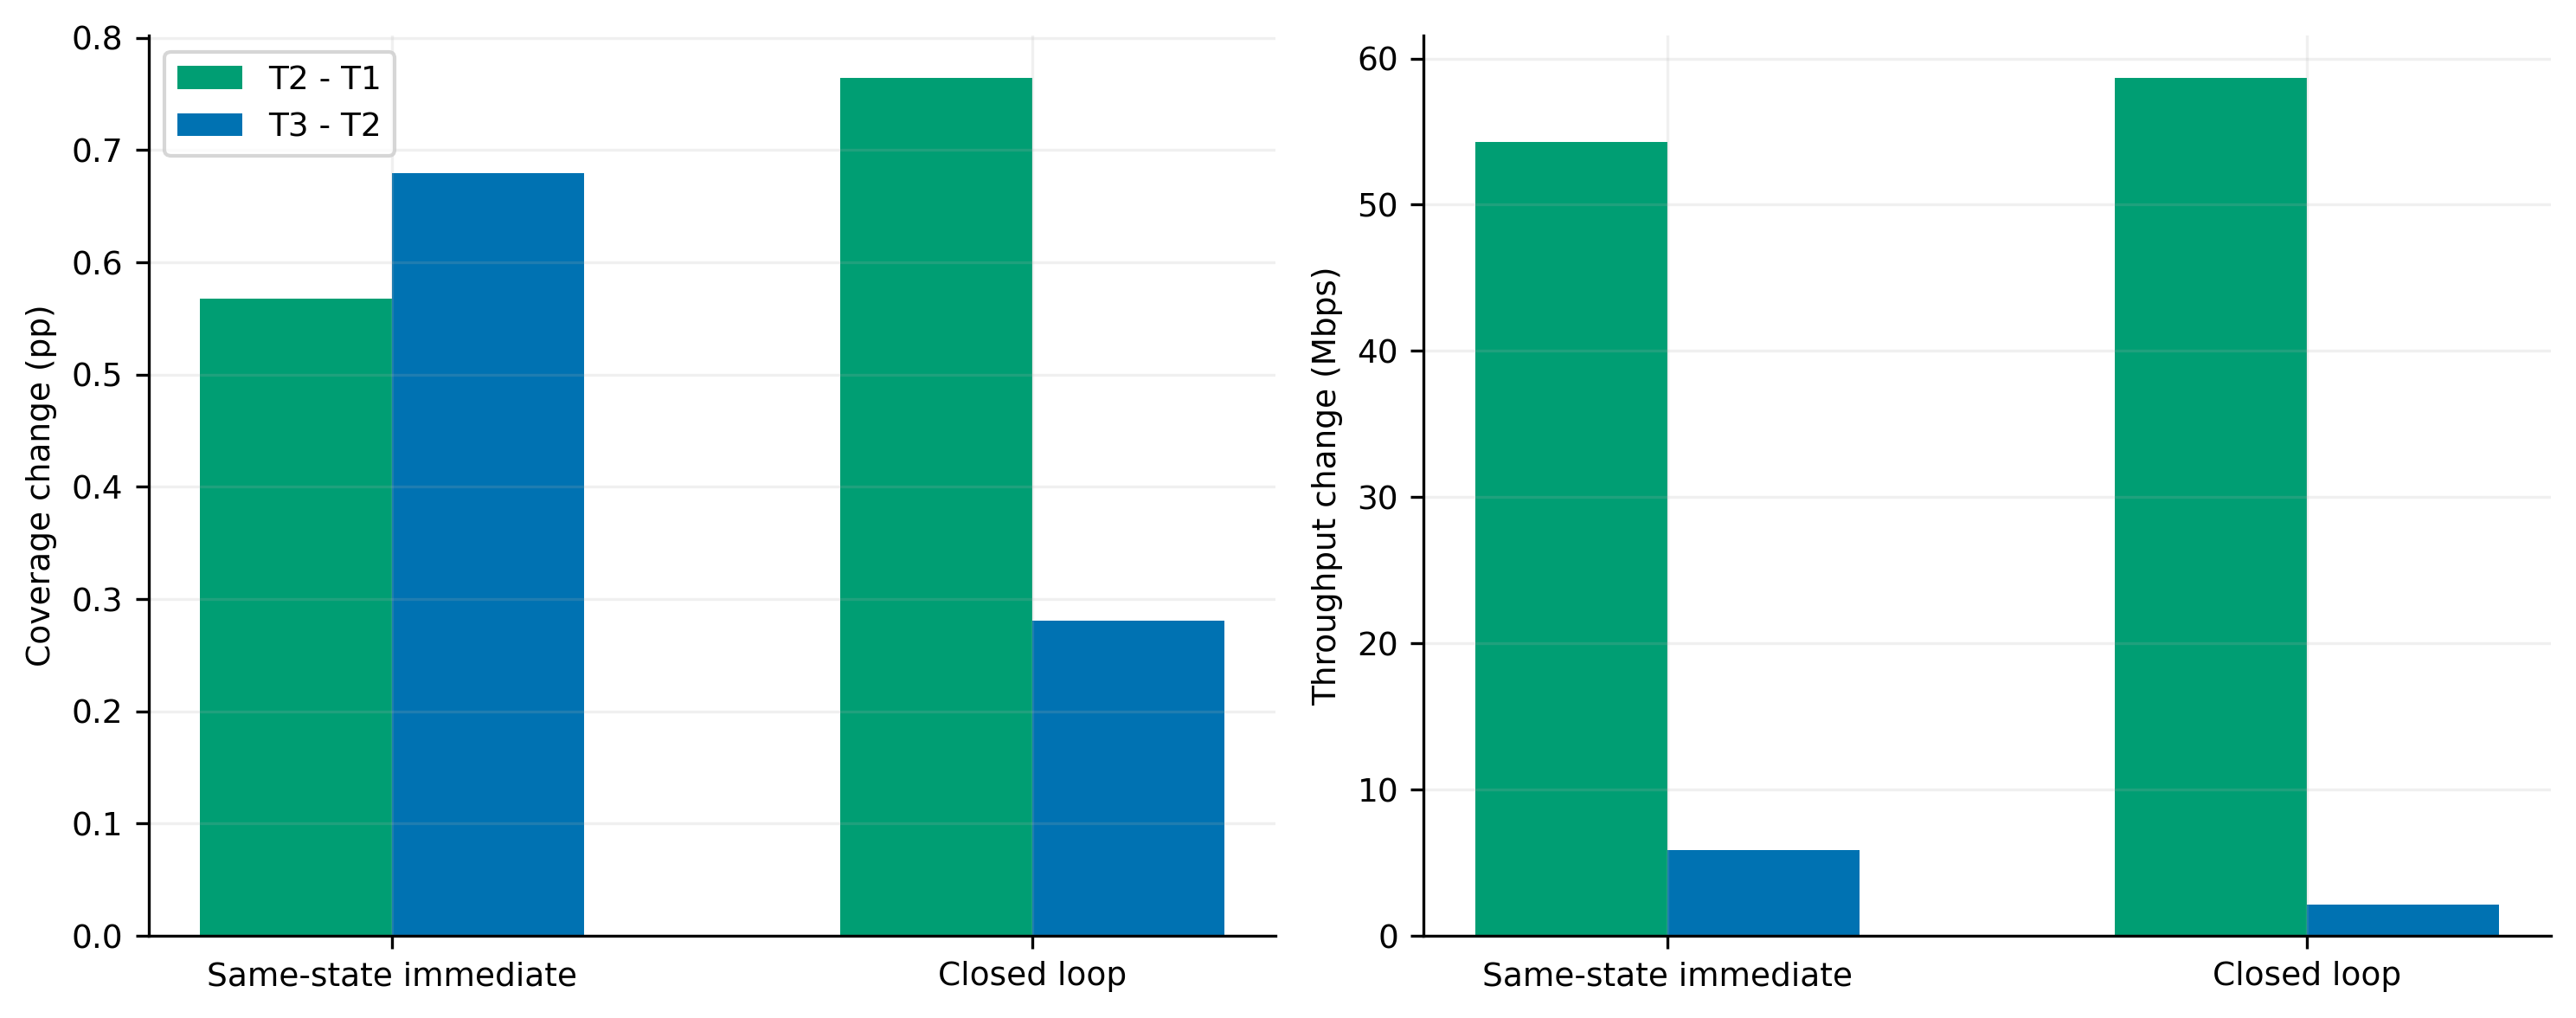 Coverage change (pp)
0.8
0.7
0.6
0.5
0.4
0.3
0.2
0.1
0.0
T2 - T1
T3 - T2
Same-state immediate
Closed loop
Throughput change (Mbps)
60
50
40
30
20
10
0
Same-state immediate
Closed loop